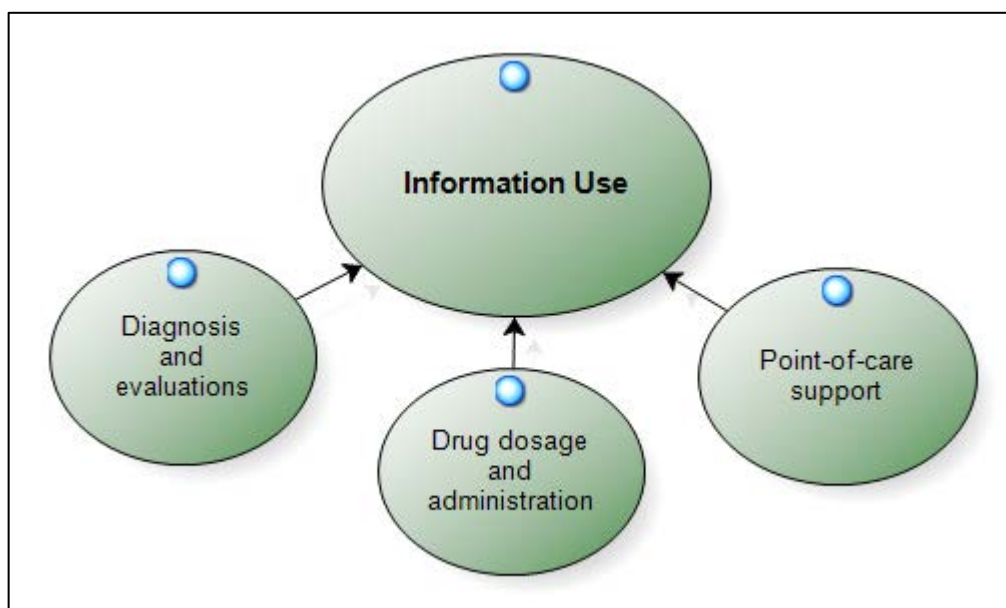 Information Use
Diagnosis
and
evaluations
Drug dosage
and
administration
Point-of-care
support